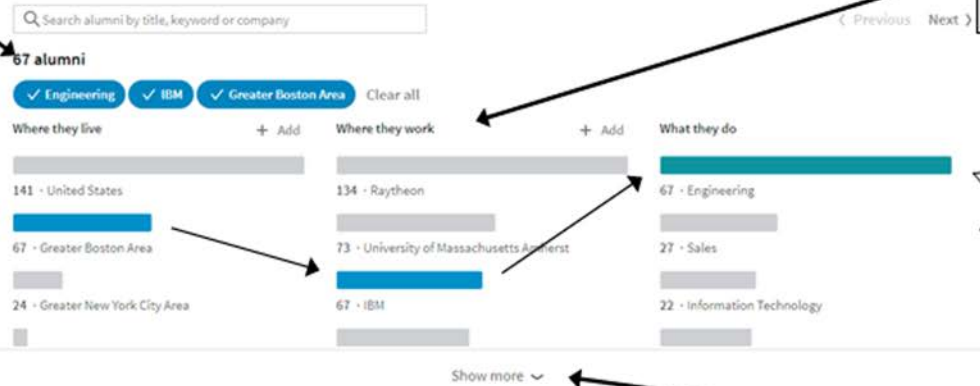 Search alumni by title, keyword or company
Previous Next
67 alumni
Engineering IBM Greater Boston Area Clear all
Where they live + Add Where they work + Add What they do
141 · United States 134 · Raytheon 67 · Engineering
67 · Greater Boston Area 73 · University of Massachusetts Amherst 27 · Sales
24 · Greater New York City Area 67 · IBM 22 · Information Technology
Show more